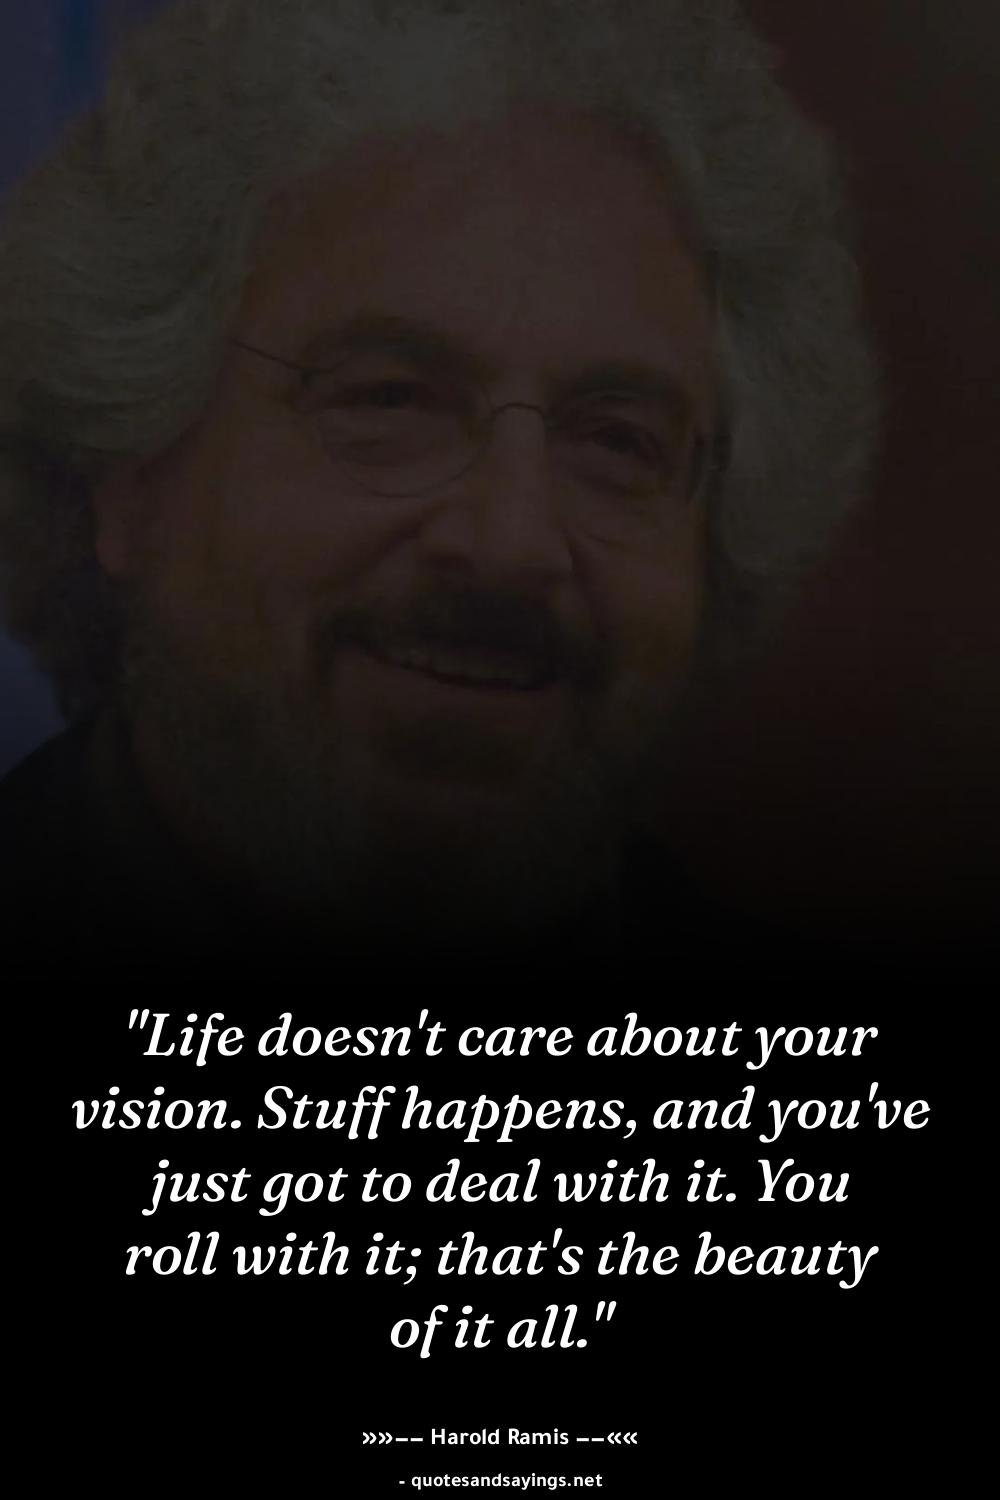 "Life doesn't care about your
vision. Stuff happens, and you've
just got to deal with it. You
roll with it; that's the beauty
of it all."
»»−− Harold Ramis −−««
- quotesandsayings.net